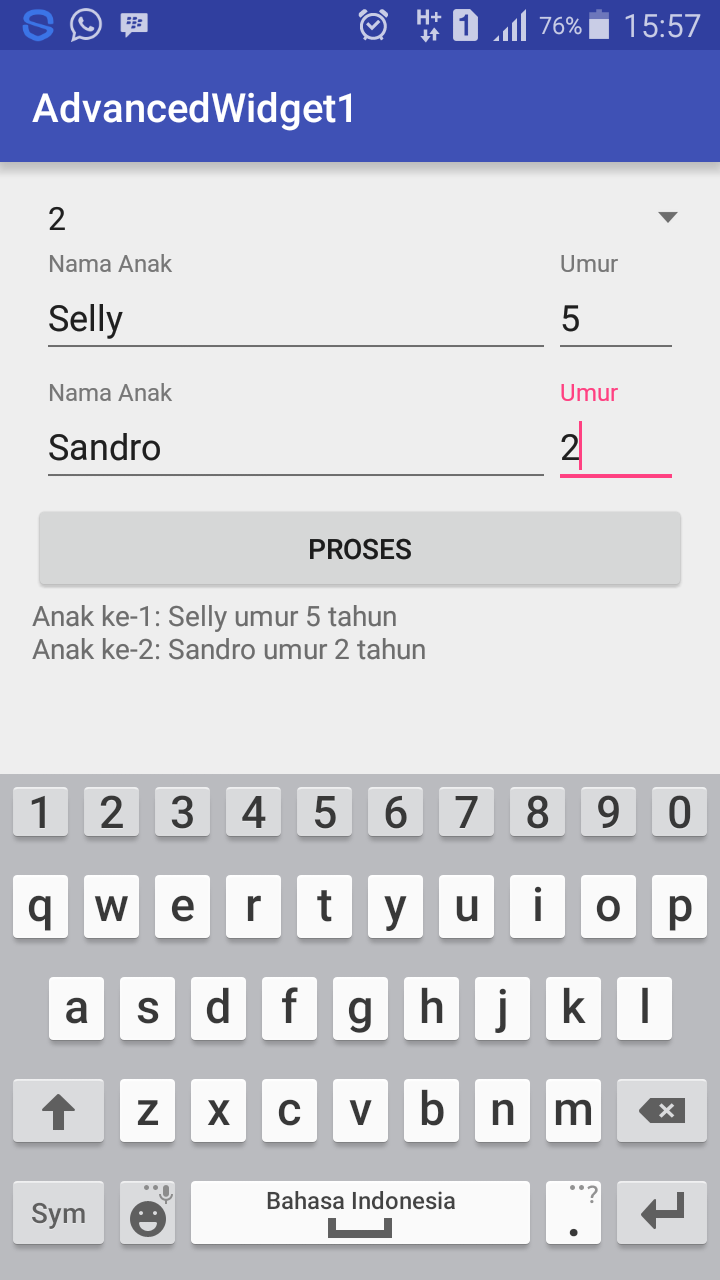 H+ 1 76% 15:57
AdvancedWidget1
2
Nama Anak Umur
Selly 5
Nama Anak Umur
Sandro 2
PROSES
Anak ke-1: Selly umur 5 tahun
Anak ke-2: Sandro umur 2 tahun
1 2 3 4 5 6 7 8 9 0
q w e r t y u i o p
a s d f g h j k l
z x c v b n m
Sym Bahasa Indonesia . ?